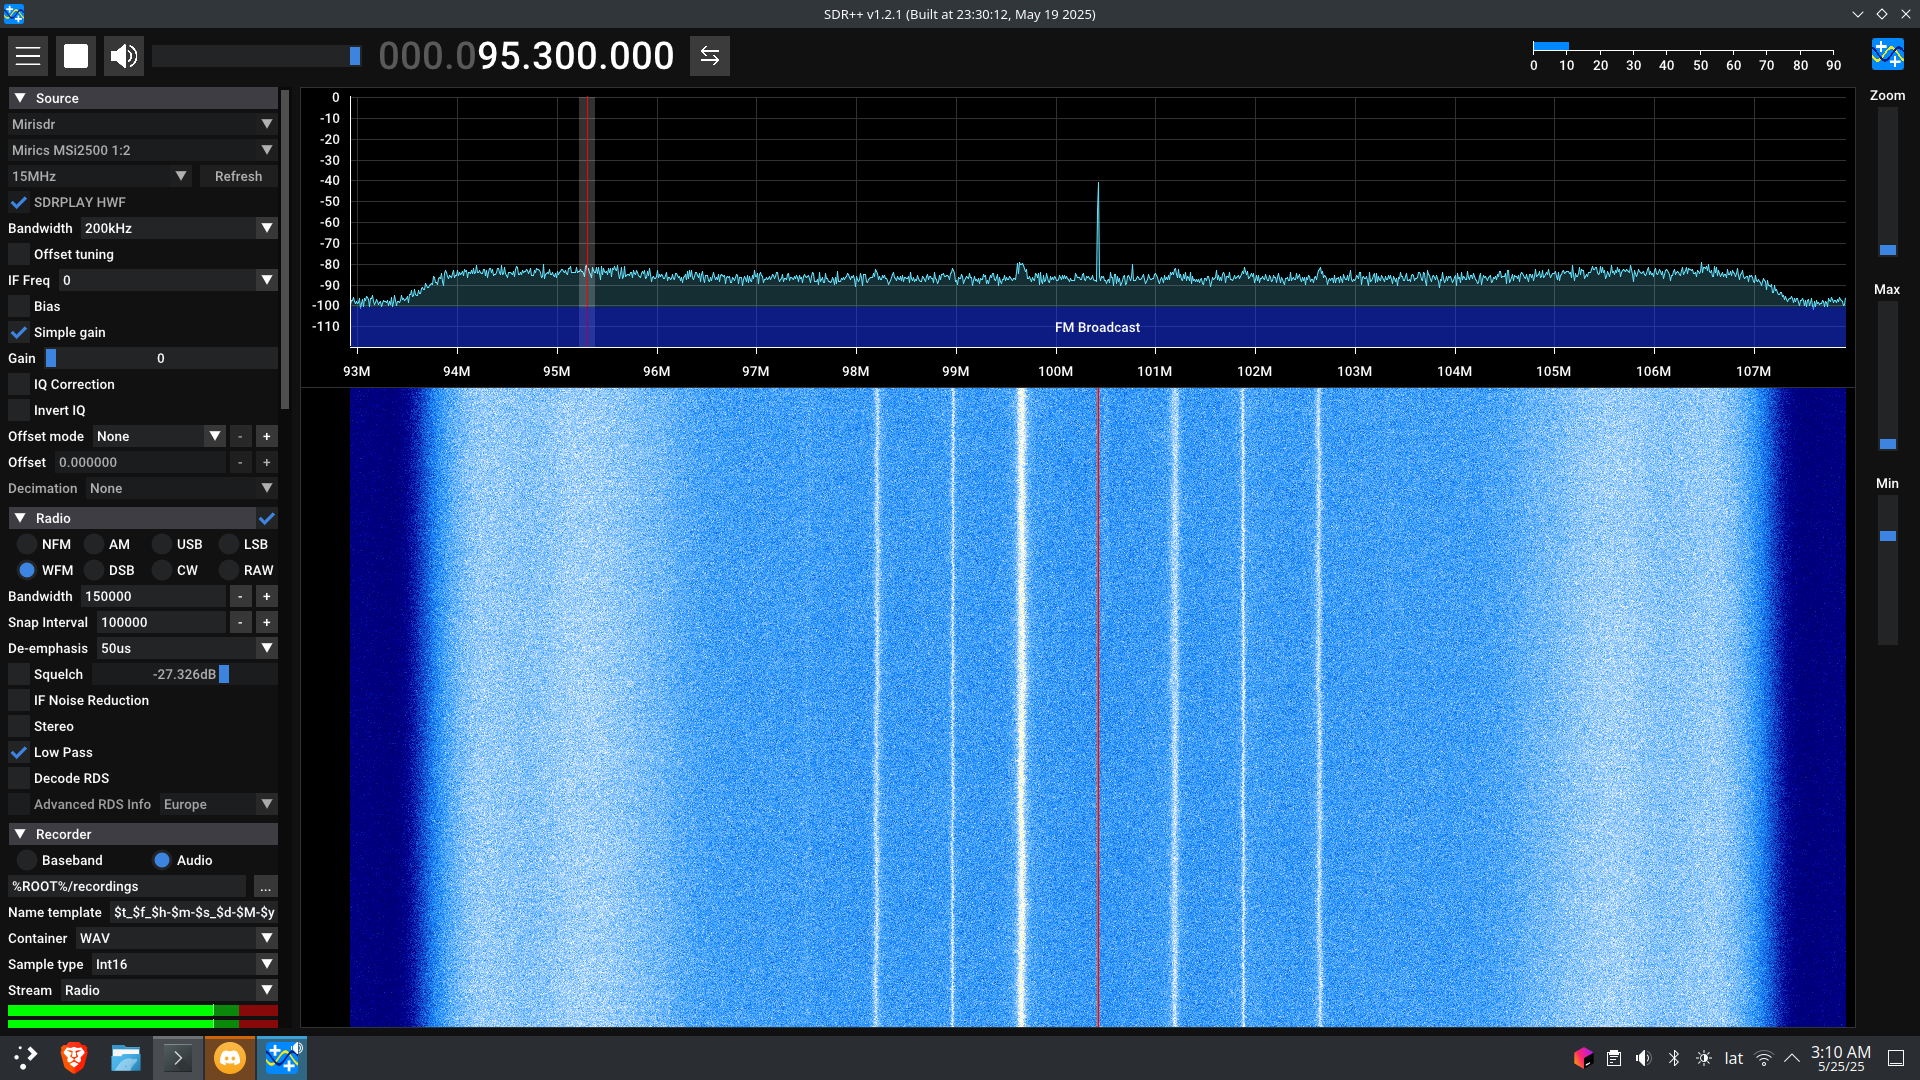 SDR++ v1.2.1 (Built at 23:30:12, May 19 2025)
000.095.300.000
0 10 20 30 40 50 60 70 80 90
Source
Mirisdr
Mirics MSi2500 1:2
15MHz Refresh
SDRPLAY HWF
Bandwidth 200kHz
Offset tuning
IF Freq 0
Bias
Simple gain
Gain 0
IQ Correction
Invert IQ
Offset mode None - +
Offset 0.000000 - +
Decimation None
Radio
NFM AM USB LSB
WFM DSB CW RAW
Bandwidth 150000 - +
Snap Interval 100000 - +
De-emphasis 50us
Squelch -27.326dB
IF Noise Reduction
Stereo
Low Pass
Decode RDS
Advanced RDS Info Europe
Recorder
Baseband Audio
%ROOT%/recordings ...
Name template $t_$f_$h-$m-$s_$d-$M-$y
Container WAV
Sample type Int16
Stream Radio
0
-10
-20
-30
-40
-50
-60
-70
-80
-90
-100
-110
FM Broadcast
93M 94M 95M 96M 97M 98M 99M 100M 101M 102M 103M 104M 105M 106M 107M
Zoom
Max
Min
lat
3:10 AM
5/25/25